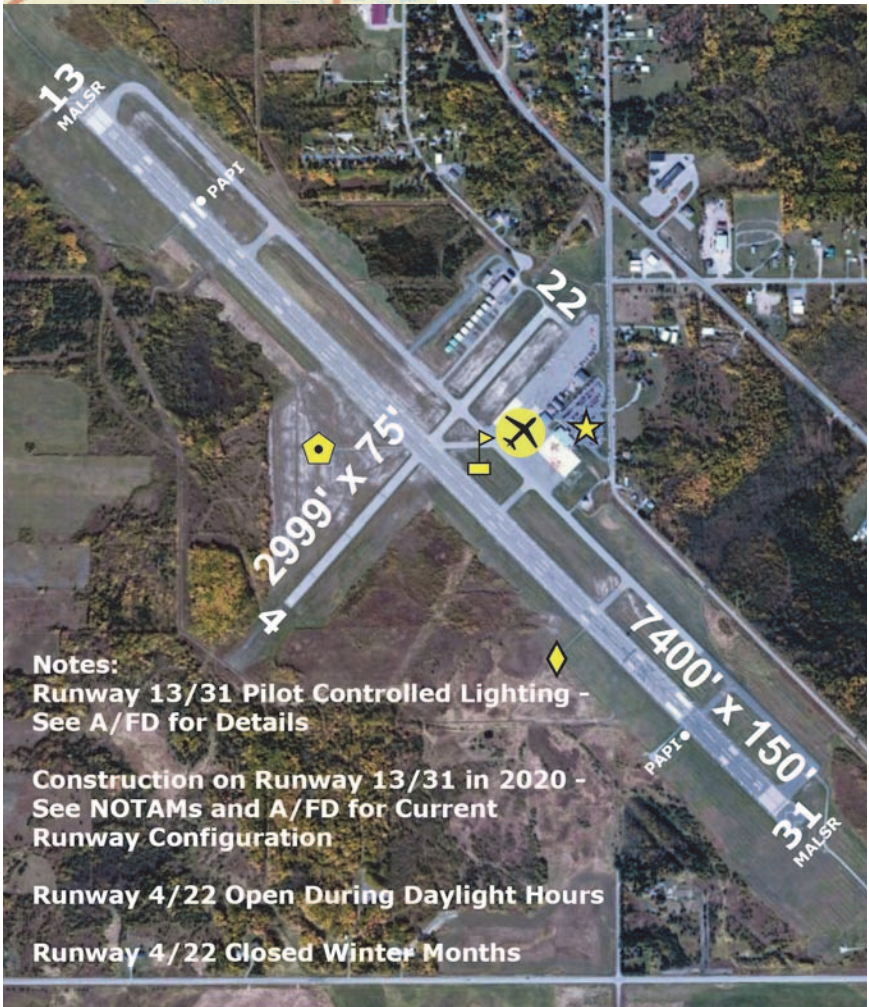 13
MALSR
PAPI
22
2999' x 75'
4
7400' x 150'
PAPI
31
MALSR
Notes:
Runway 13/31 Pilot Controlled Lighting -
See A/FD for Details
Construction on Runway 13/31 in 2020 -
See NOTAMs and A/FD for Current
Runway Configuration
Runway 4/22 Open During Daylight Hours
Runway 4/22 Closed Winter Months